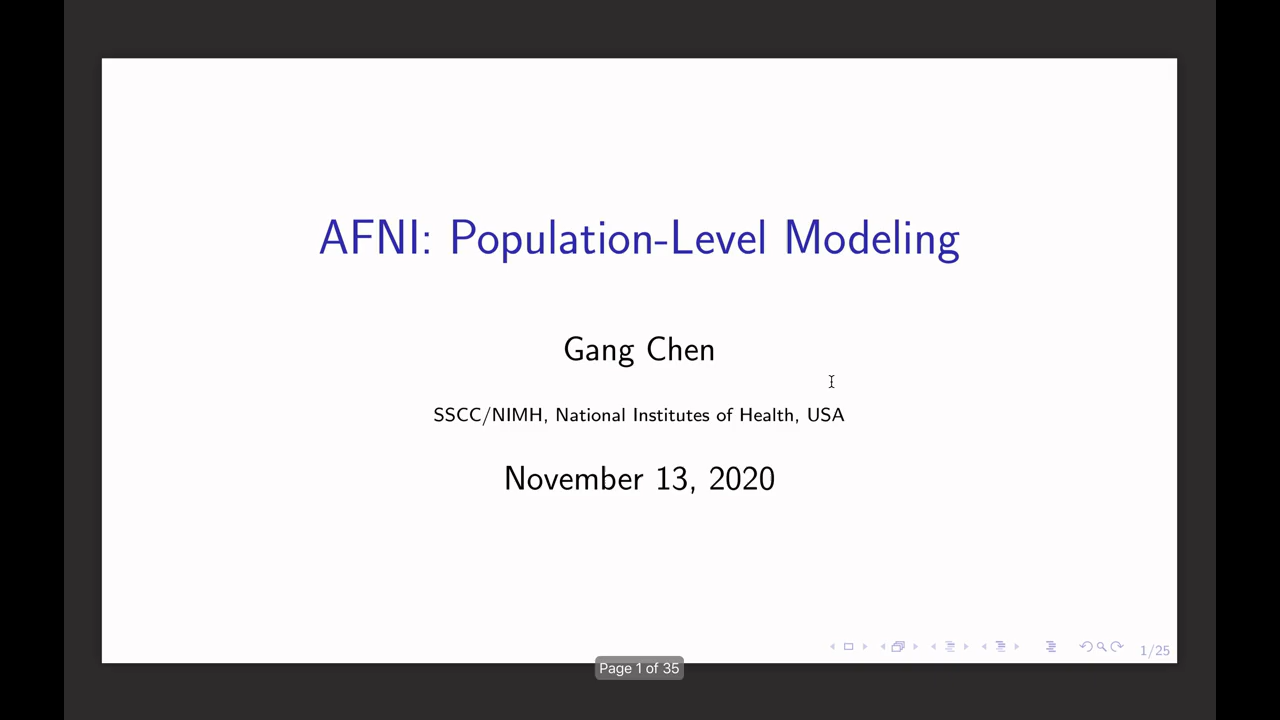 AFNI: Population-Level Modeling
Gang Chen
SSCC/NIMH, National Institutes of Health, USA
November 13, 2020
1/25
Page 1 of 35